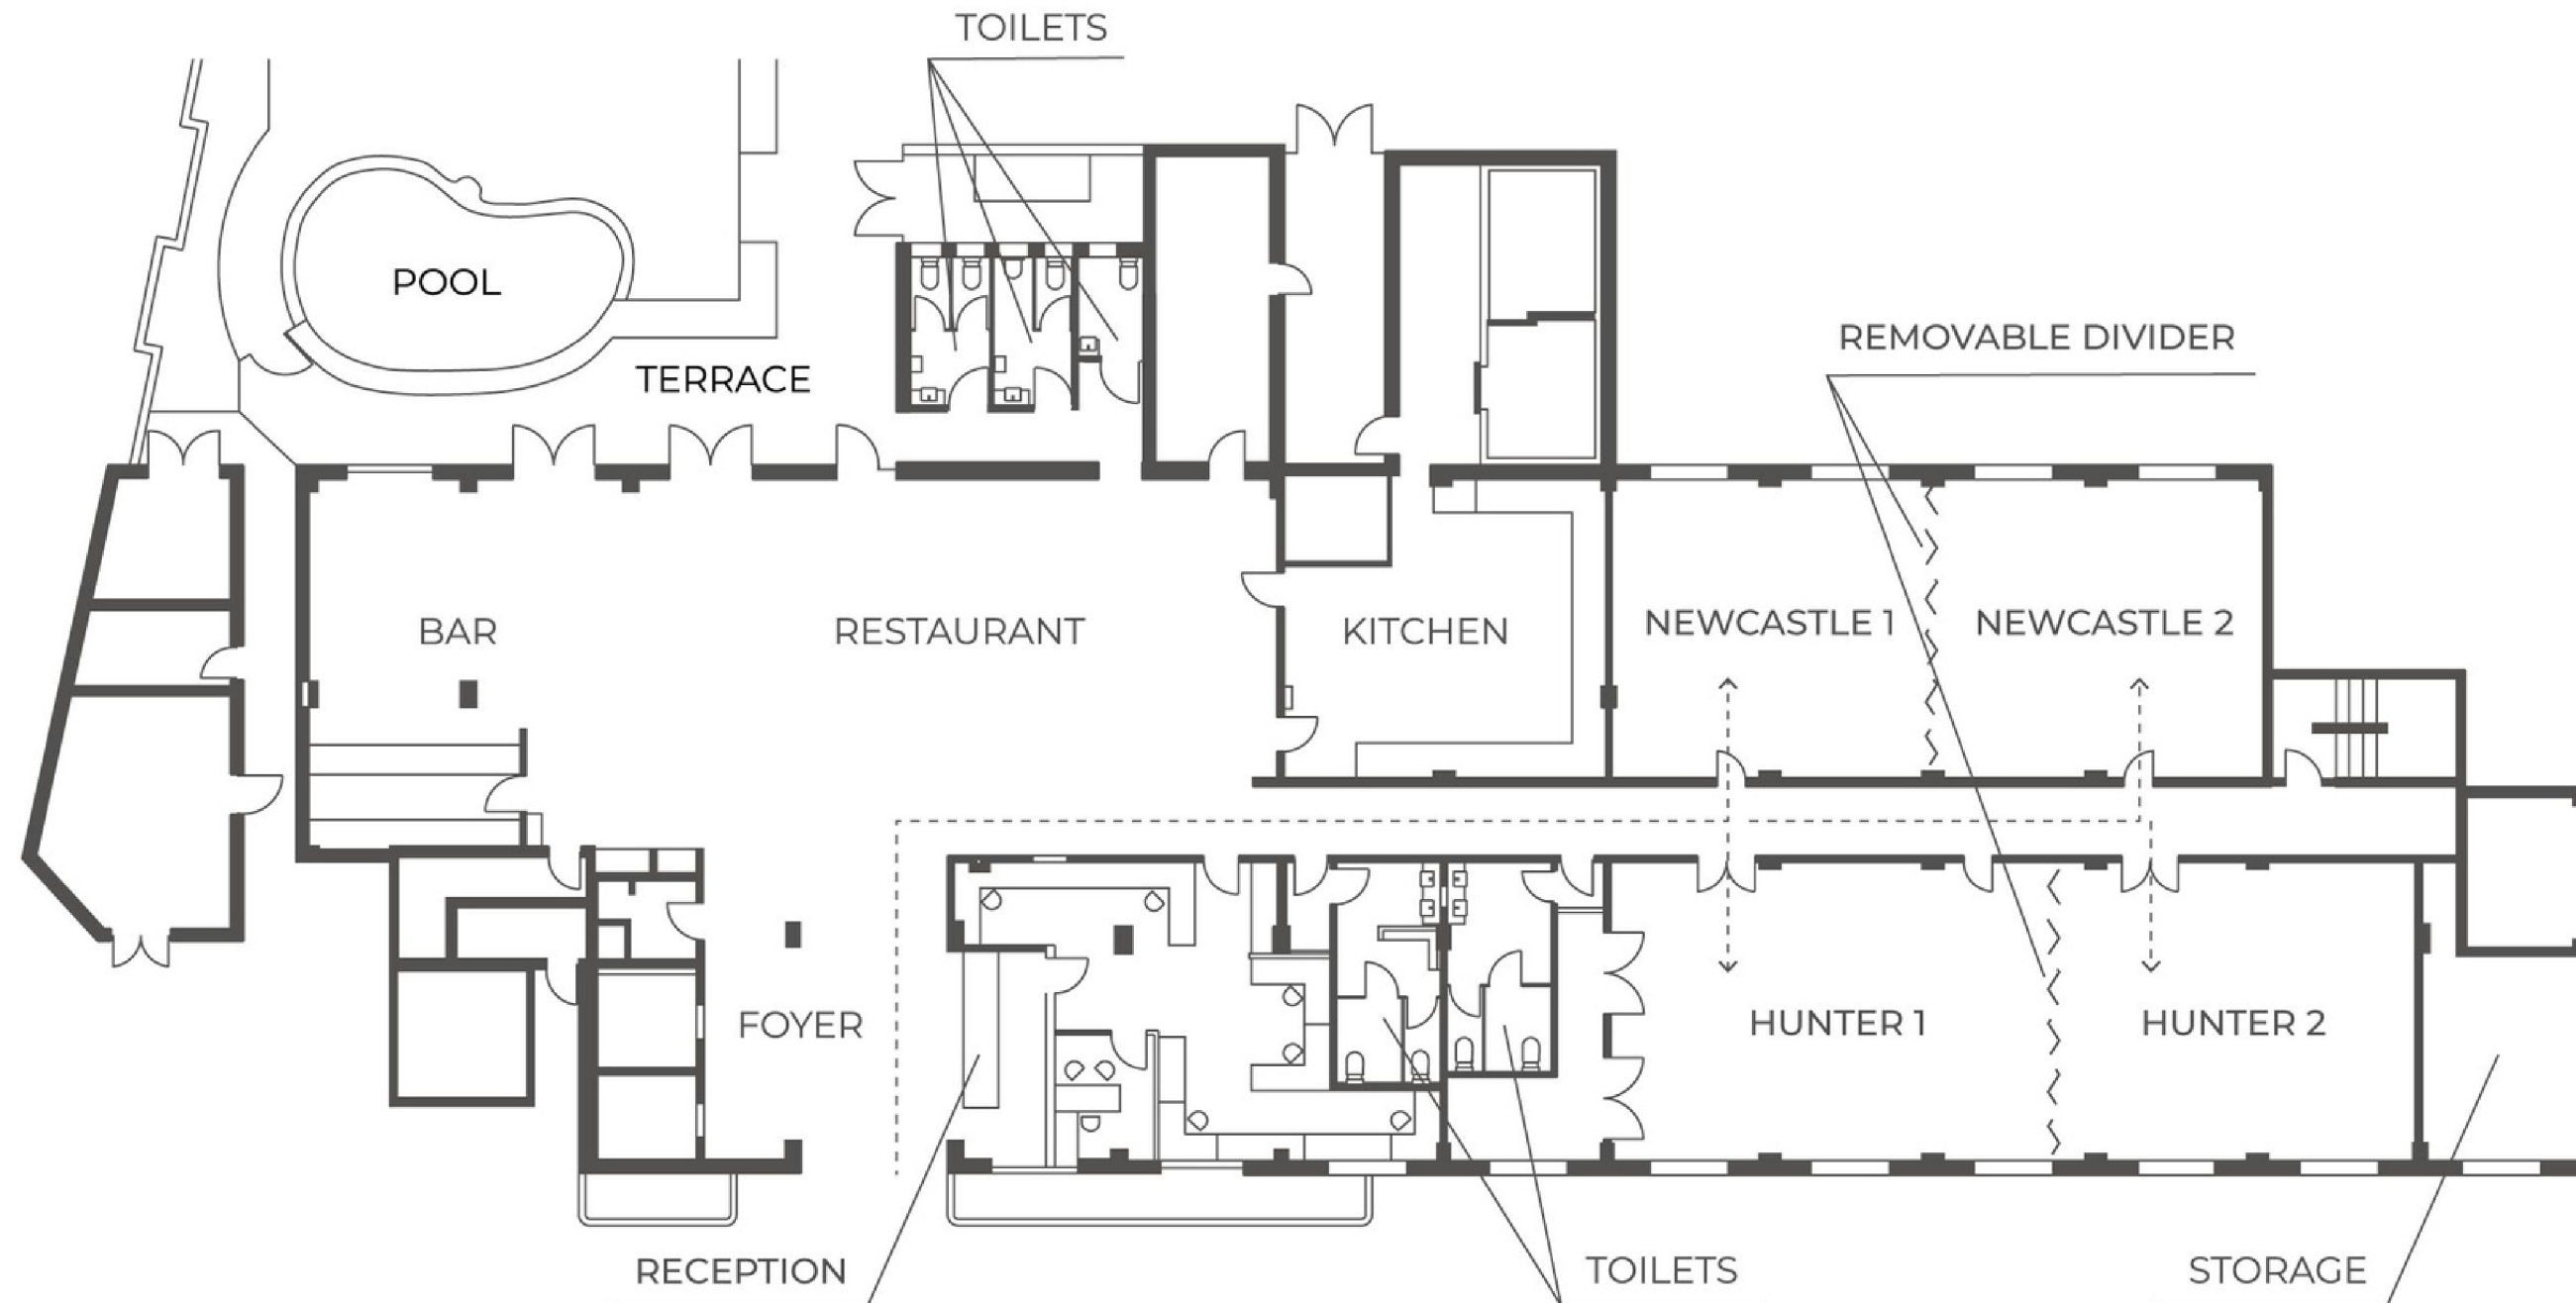 TOILETS
POOL
TERRACE
REMOVABLE DIVIDER
BAR
RESTAURANT
KITCHEN
NEWCASTLE 1
NEWCASTLE 2
FOYER
HUNTER 1
HUNTER 2
RECEPTION
TOILETS
STORAGE